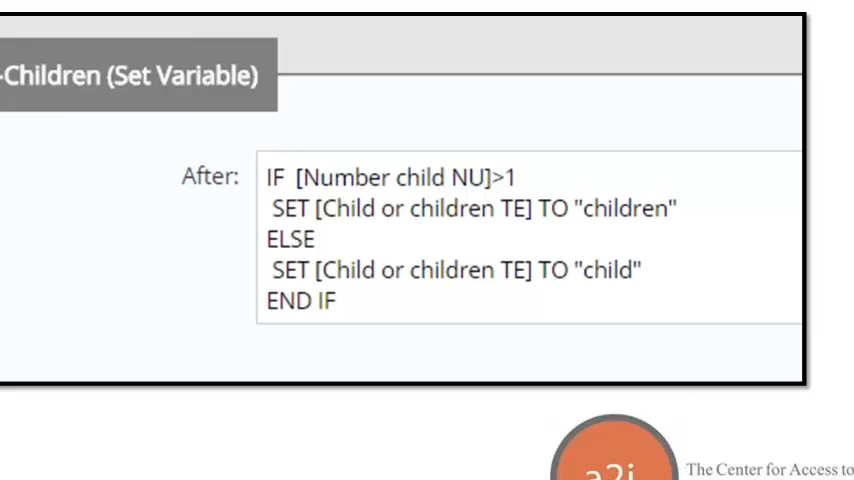 -Children (Set Variable)
After:
IF [Number child NU]>1
SET [Child or children TE] TO "children"
ELSE
SET [Child or children TE] TO "child"
END IF
a2j
The Center for Access to